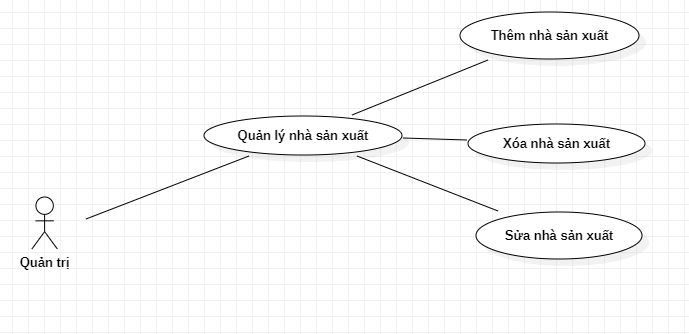 Thêm nhà sản xuất
Quản lý nhà sản xuất
Xóa nhà sản xuất
Sửa nhà sản xuất
Quản trị